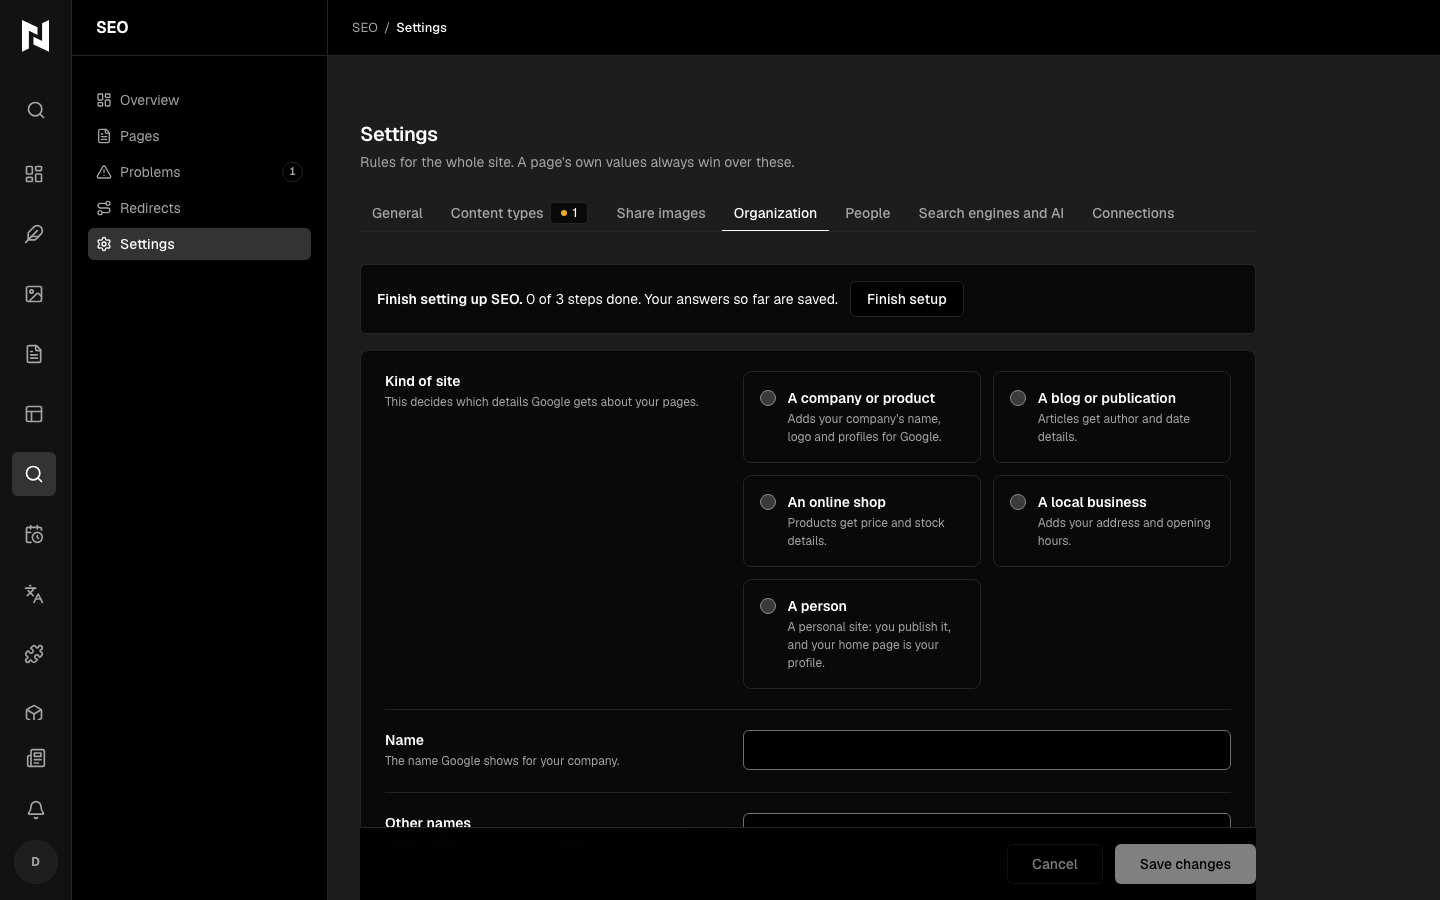 SEO
SEO / Settings
Overview
Pages
Problems 1
Redirects
Settings
Settings
Rules for the whole site. A page's own values always win over these.
General Content types 1 Share images Organization People Search engines and AI Connections
Finish setting up SEO. 0 of 3 steps done. Your answers so far are saved. Finish setup
Kind of site
This decides which details Google gets about your pages.
A company or product
Adds your company's name,
logo and profiles for Google.
A blog or publication
Articles get author and date
details.
An online shop
Products get price and stock
details.
A local business
Adds your address and opening
hours.
A person
A personal site: you publish it,
and your home page is your
profile.
Name
The name Google shows for your company.
Other names
Cancel Save changes
D